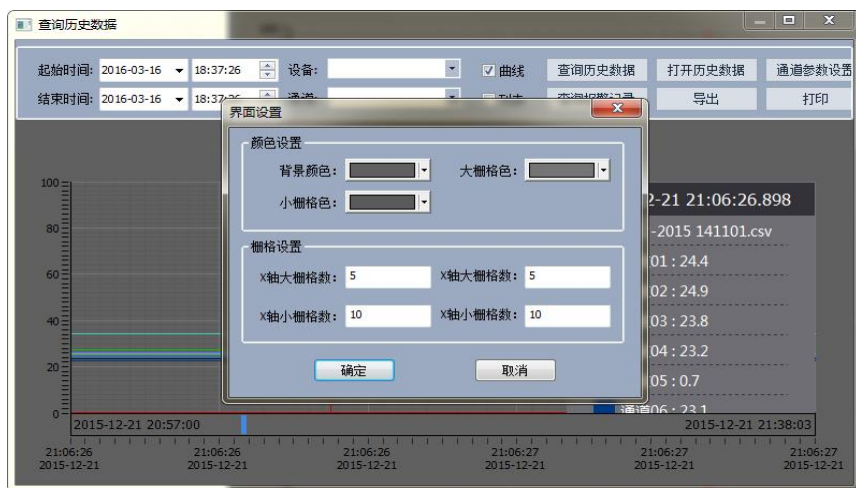 查询历史数据
起始时间: 2016-03-16 18:37:26 设备: 曲线 查询历史数据 打开历史数据 通道参数设置
结束时间: 2016-03-16 导出 打印
界面设置
颜色设置
背景颜色: 大栅格色:
小栅格色:
栅格设置
X轴大栅格数: 5 X轴大栅格数: 5
X轴小栅格数: 10 X轴小栅格数: 10
确定 取消
100
80
60
40
20
0
2-21 21:06:26.898
-2015 141101.csv
01 : 24.4
02 : 24.9
03 : 23.8
04 : 23.2
05 : 0.7
通道06 : 23.1
2015-12-21 20:57:00 2015-12-21 21:38:03
21:06:26 21:06:26 21:06:26 21:06:27 21:06:27 21:06:27
2015-12-21 2015-12-21 2015-12-21 2015-12-21 2015-12-21 2015-12-21